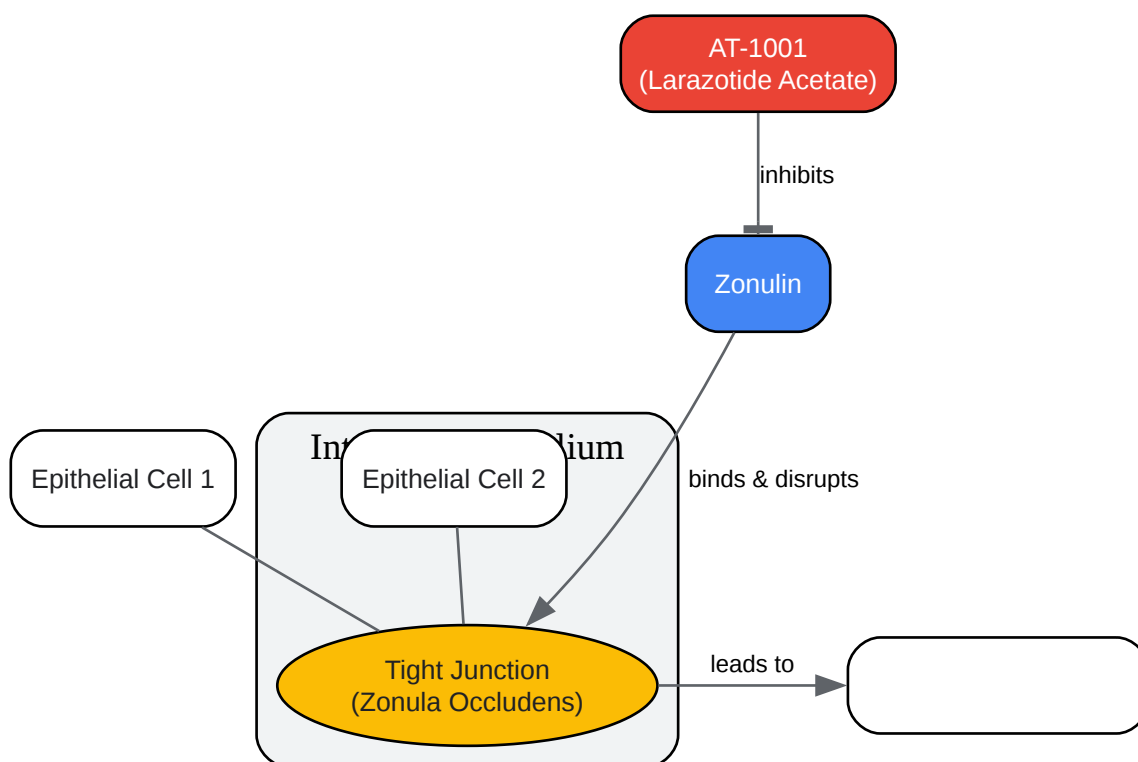 AT-1001
(Larazotide Acetate)
inhibits
Zonulin
Epithelial Cell 1
Epithelial Cell 2
binds & disrupts
Tight Junction
(Zonula Occludens)
leads to